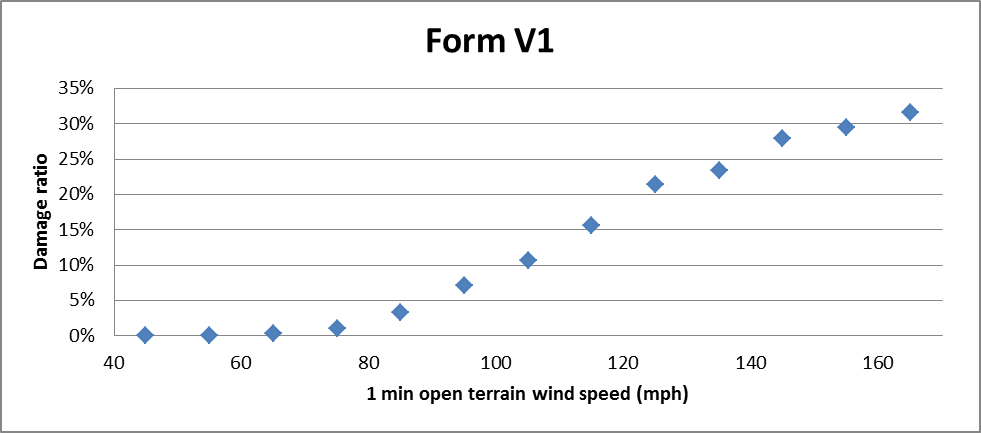 Form V1
35%
30%
25%
20%
15%
10%
5%
0%
Damage ratio
40 60 80 100 120 140 160
1 min open terrain wind speed (mph)